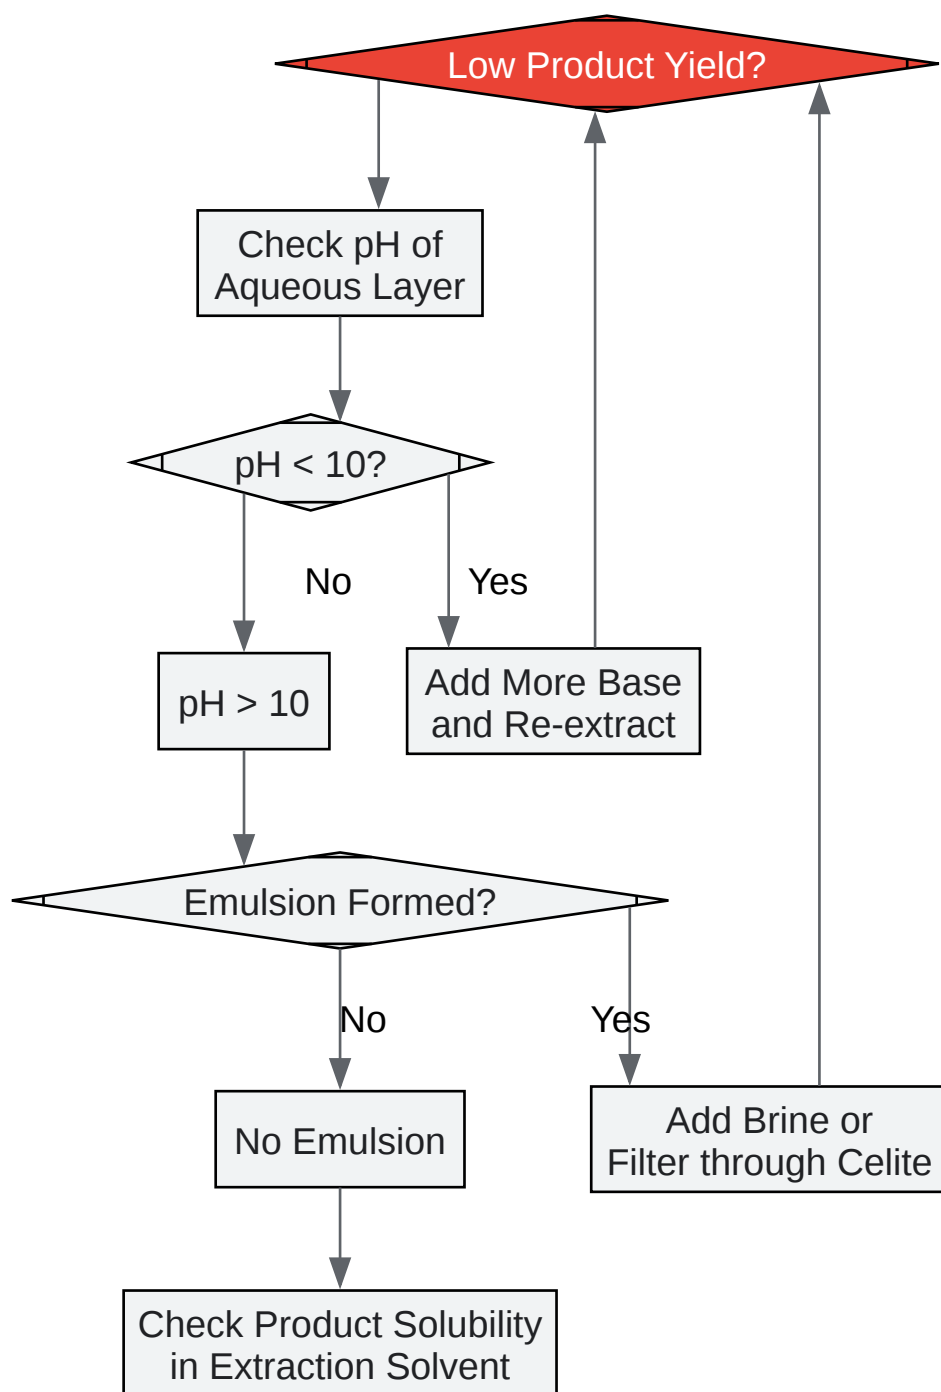 Low Product Yield?
Check pH of
Aqueous Layer
pH < 10?
No
Yes
pH > 10
Add More Base
and Re-extract
Emulsion Formed?
No
Yes
No Emulsion
Add Brine or
Filter through Celite
Check Product Solubility
in Extraction Solvent